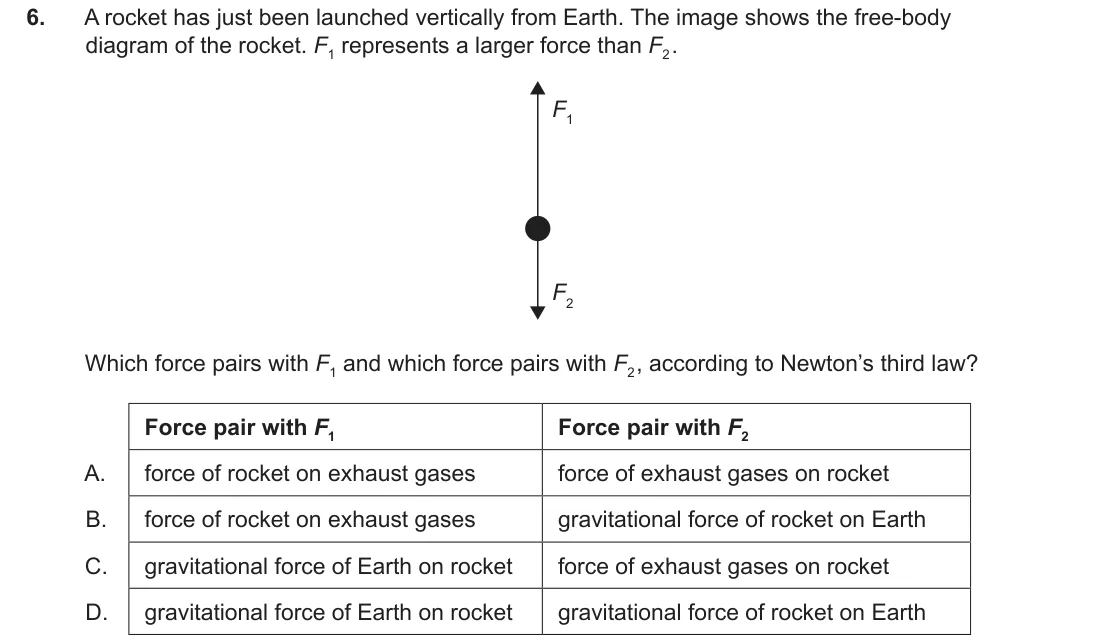 6. A rocket has just been launched vertically from Earth. The image shows the free-body
diagram of the rocket. F₁ represents a larger force than F₂.
F₁
F₂
Which force pairs with F₁ and which force pairs with F₂, according to Newton’s third law?
Force pair with F₁ Force pair with F₂
A. force of rocket on exhaust gases force of exhaust gases on rocket
B. force of rocket on exhaust gases gravitational force of rocket on Earth
C. gravitational force of Earth on rocket force of exhaust gases on rocket
D. gravitational force of Earth on rocket gravitational force of rocket on Earth